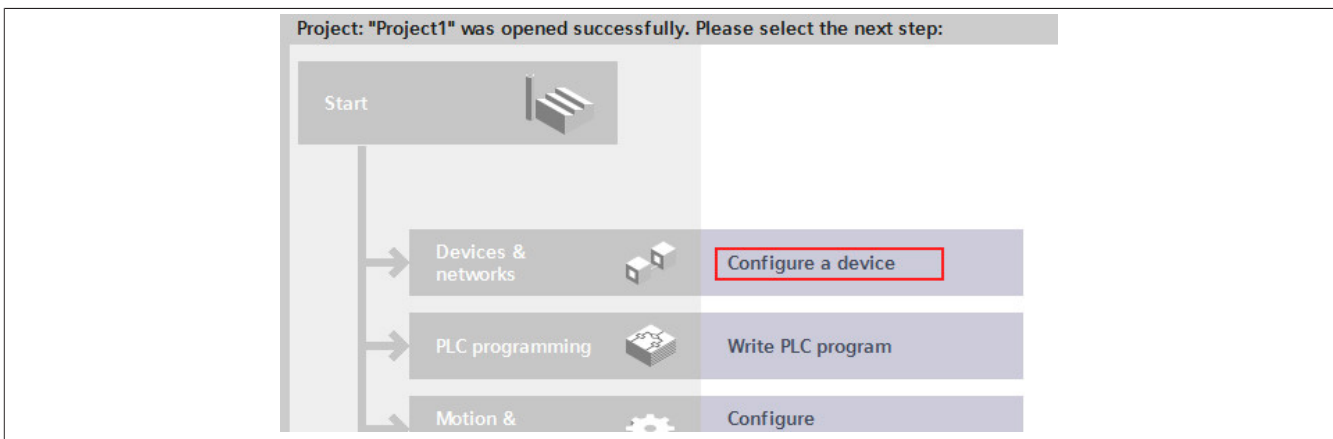 Project: "Project1" was opened successfully. Please select the next step:
Start
Devices &
networks
Configure a device
PLC programming
Write PLC program
Motion &
Configure